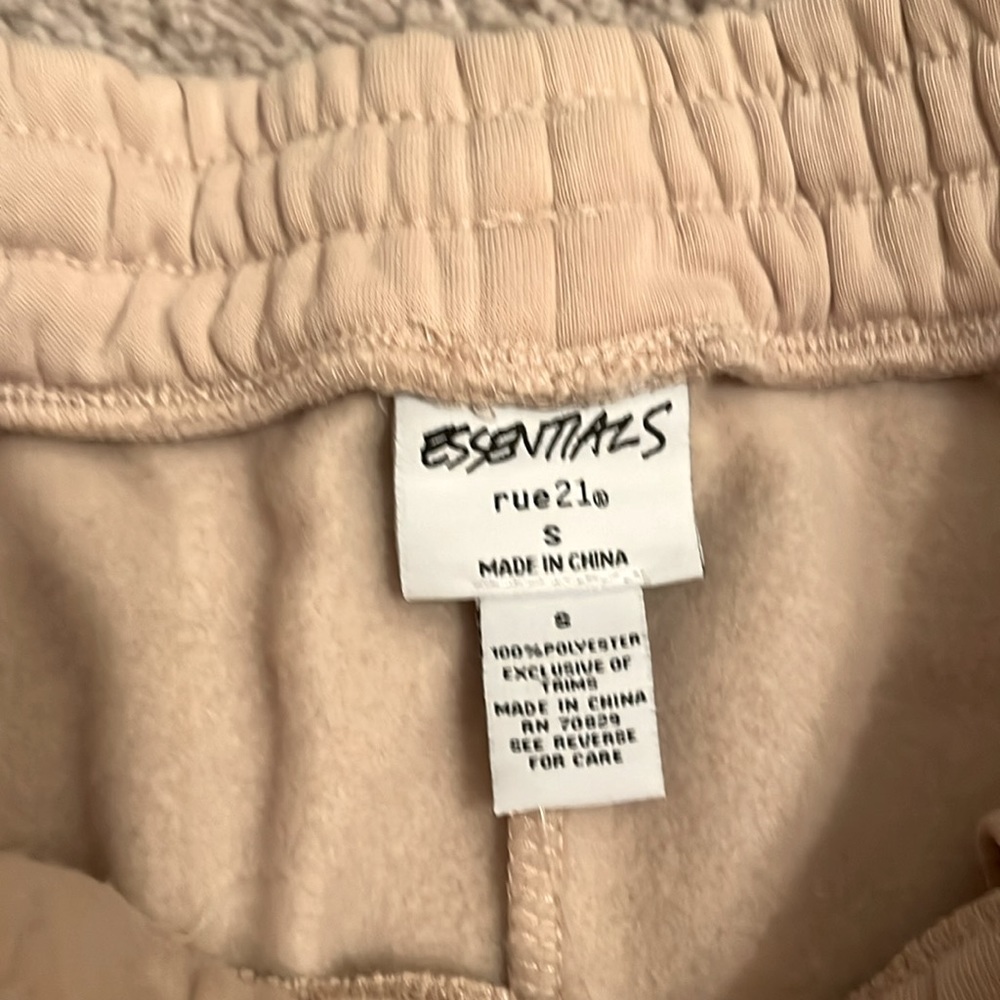 ESSENTIALS
rue21®
S
MADE IN CHINA
S
100%POLYESTER
EXCLUSIVE OF
TRIMS
MADE IN CHINA
RN 70829
SEE REVERSE
FOR CARE